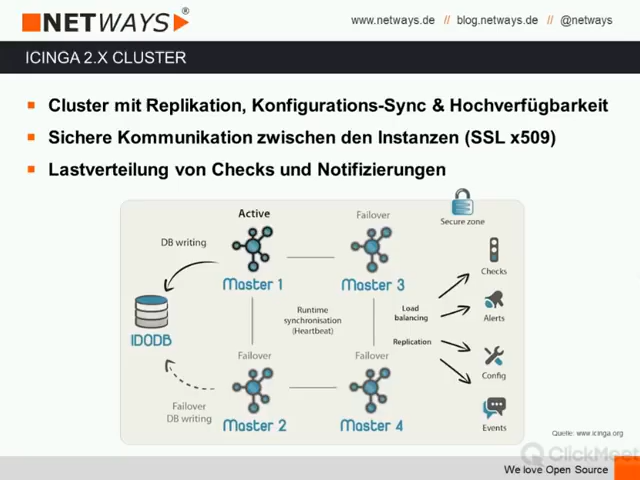 NETWAYS®
www.netways.de // blog.netways.de // @netways
ICINGA 2.X CLUSTER
Cluster mit Replikation, Konfigurations-Sync & Hochverfügbarkeit
Sichere Kommunikation zwischen den Instanzen (SSL x509)
Lastverteilung von Checks und Notifizierungen
Active
Failover
Secure zone
DB writing
Master 1
Master 3
Checks
Load
balancing
Alerts
Runtime
synchronisation
(Heartbeat)
IDODB
Replication
Failover
Failover
Config
Failover
DB writing
Master 2
Master 4
Events
Quelle: www.icinga.org
ClickMeet
We love Open Source